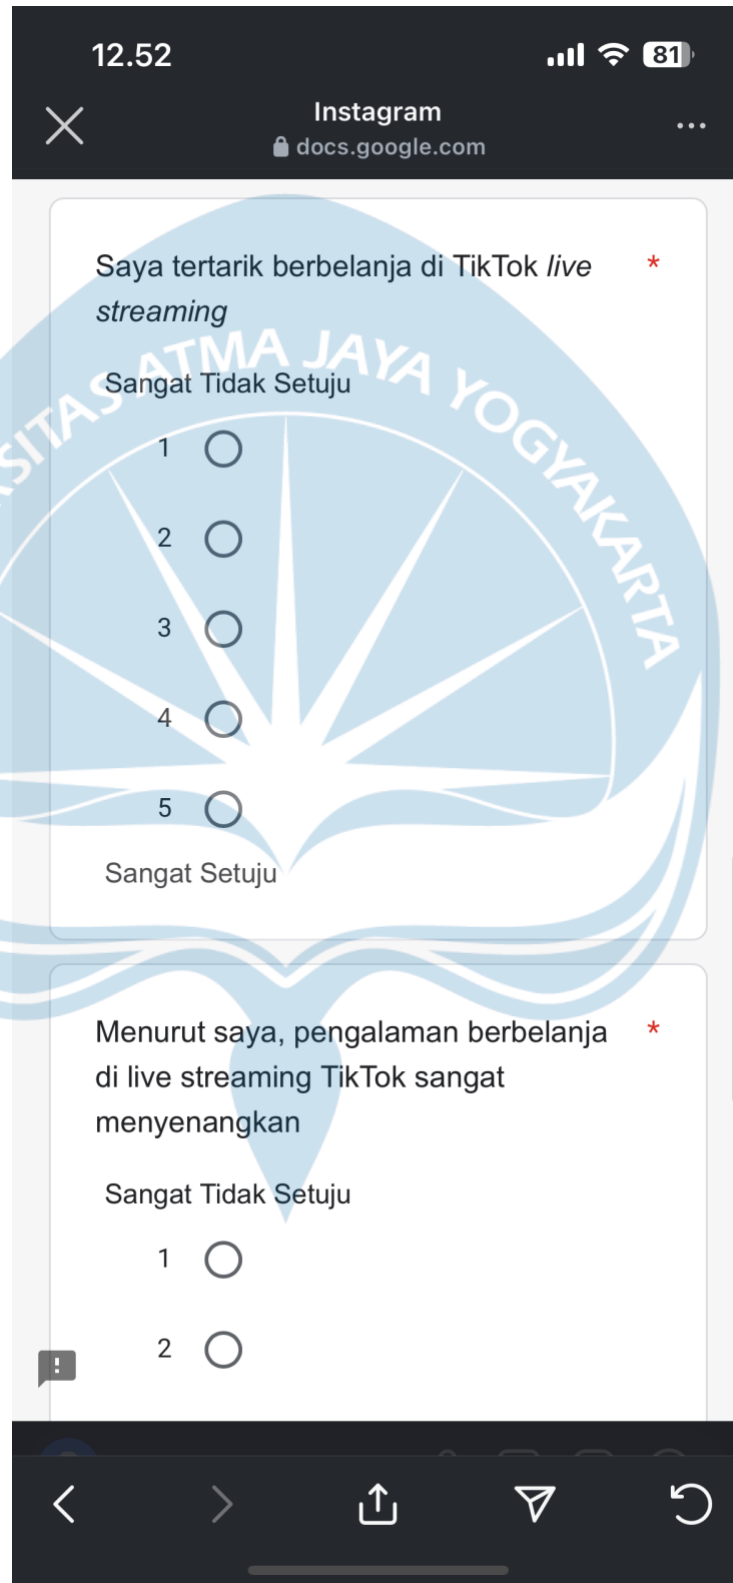 12.52
81
Instagram
docs.google.com
Saya tertarik berbelanja di TikTok live *
streaming
SITAS ATMA JAYA YOGYAKARTA
Sangat Tidak Setuju
1
2
3
4
5
Sangat Setuju
Menurut saya, pengalaman berbelanja *
di live streaming TikTok sangat
menyenangkan
Sangat Tidak Setuju
1
2